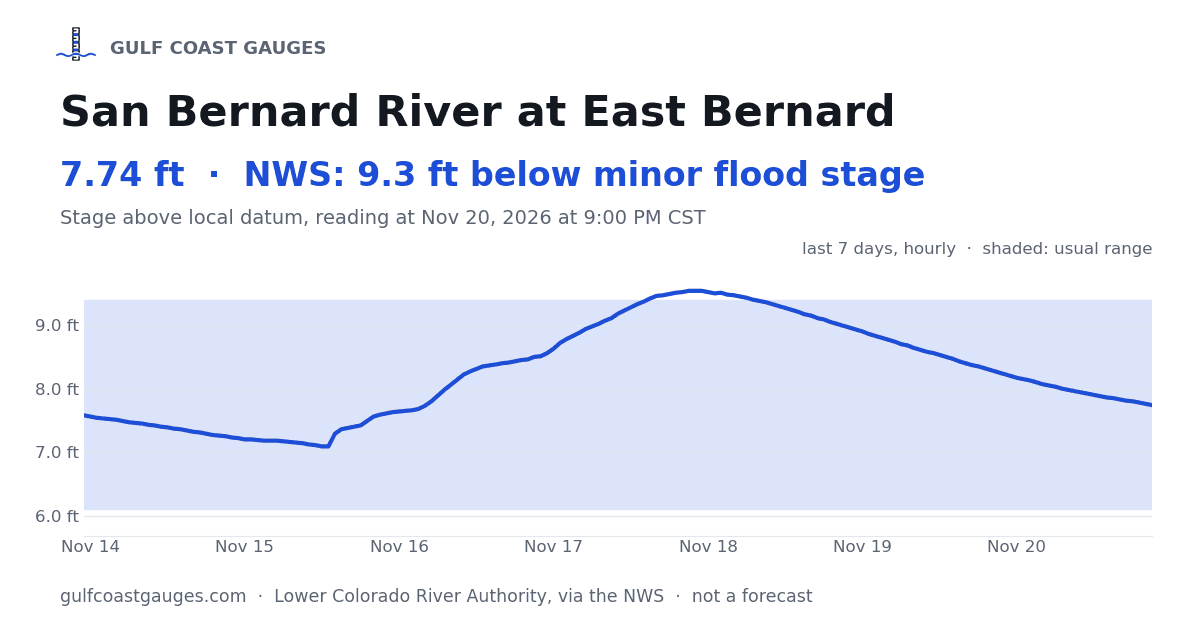 GULF COAST GAUGES
San Bernard River at East Bernard
7.74 ft · NWS: 9.3 ft below minor flood stage
Stage above local datum, reading at Nov 20, 2026 at 9:00 PM CST
last 7 days, hourly · shaded: usual range
9.0 ft
8.0 ft
7.0 ft
6.0 ft
Nov 14 Nov 15 Nov 16 Nov 17 Nov 18 Nov 19 Nov 20
gulfcoastgauges.com · Lower Colorado River Authority, via the NWS · not a forecast